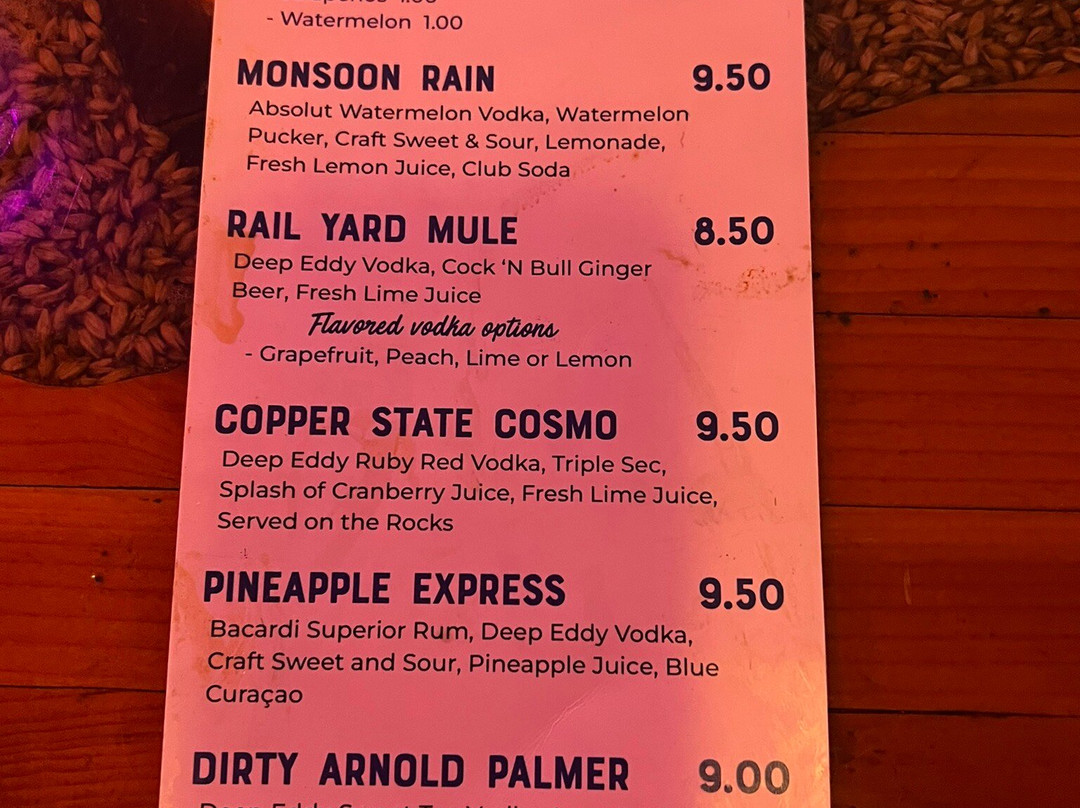 - Watermelon 1.00
MONSOON RAIN 9.50
Absolut Watermelon Vodka, Watermelon
Pucker, Craft Sweet & Sour, Lemonade,
Fresh Lemon Juice, Club Soda
RAIL YARD MULE 8.50
Deep Eddy Vodka, Cock ‘N Bull Ginger
Beer, Fresh Lime Juice
Flavored vodka options
- Grapefruit, Peach, Lime or Lemon
COPPER STATE COSMO 9.50
Deep Eddy Ruby Red Vodka, Triple Sec,
Splash of Cranberry Juice, Fresh Lime Juice,
Served on the Rocks
PINEAPPLE EXPRESS 9.50
Bacardi Superior Rum, Deep Eddy Vodka,
Craft Sweet and Sour, Pineapple Juice, Blue
Curaçao
DIRTY ARNOLD PALMER 9.00